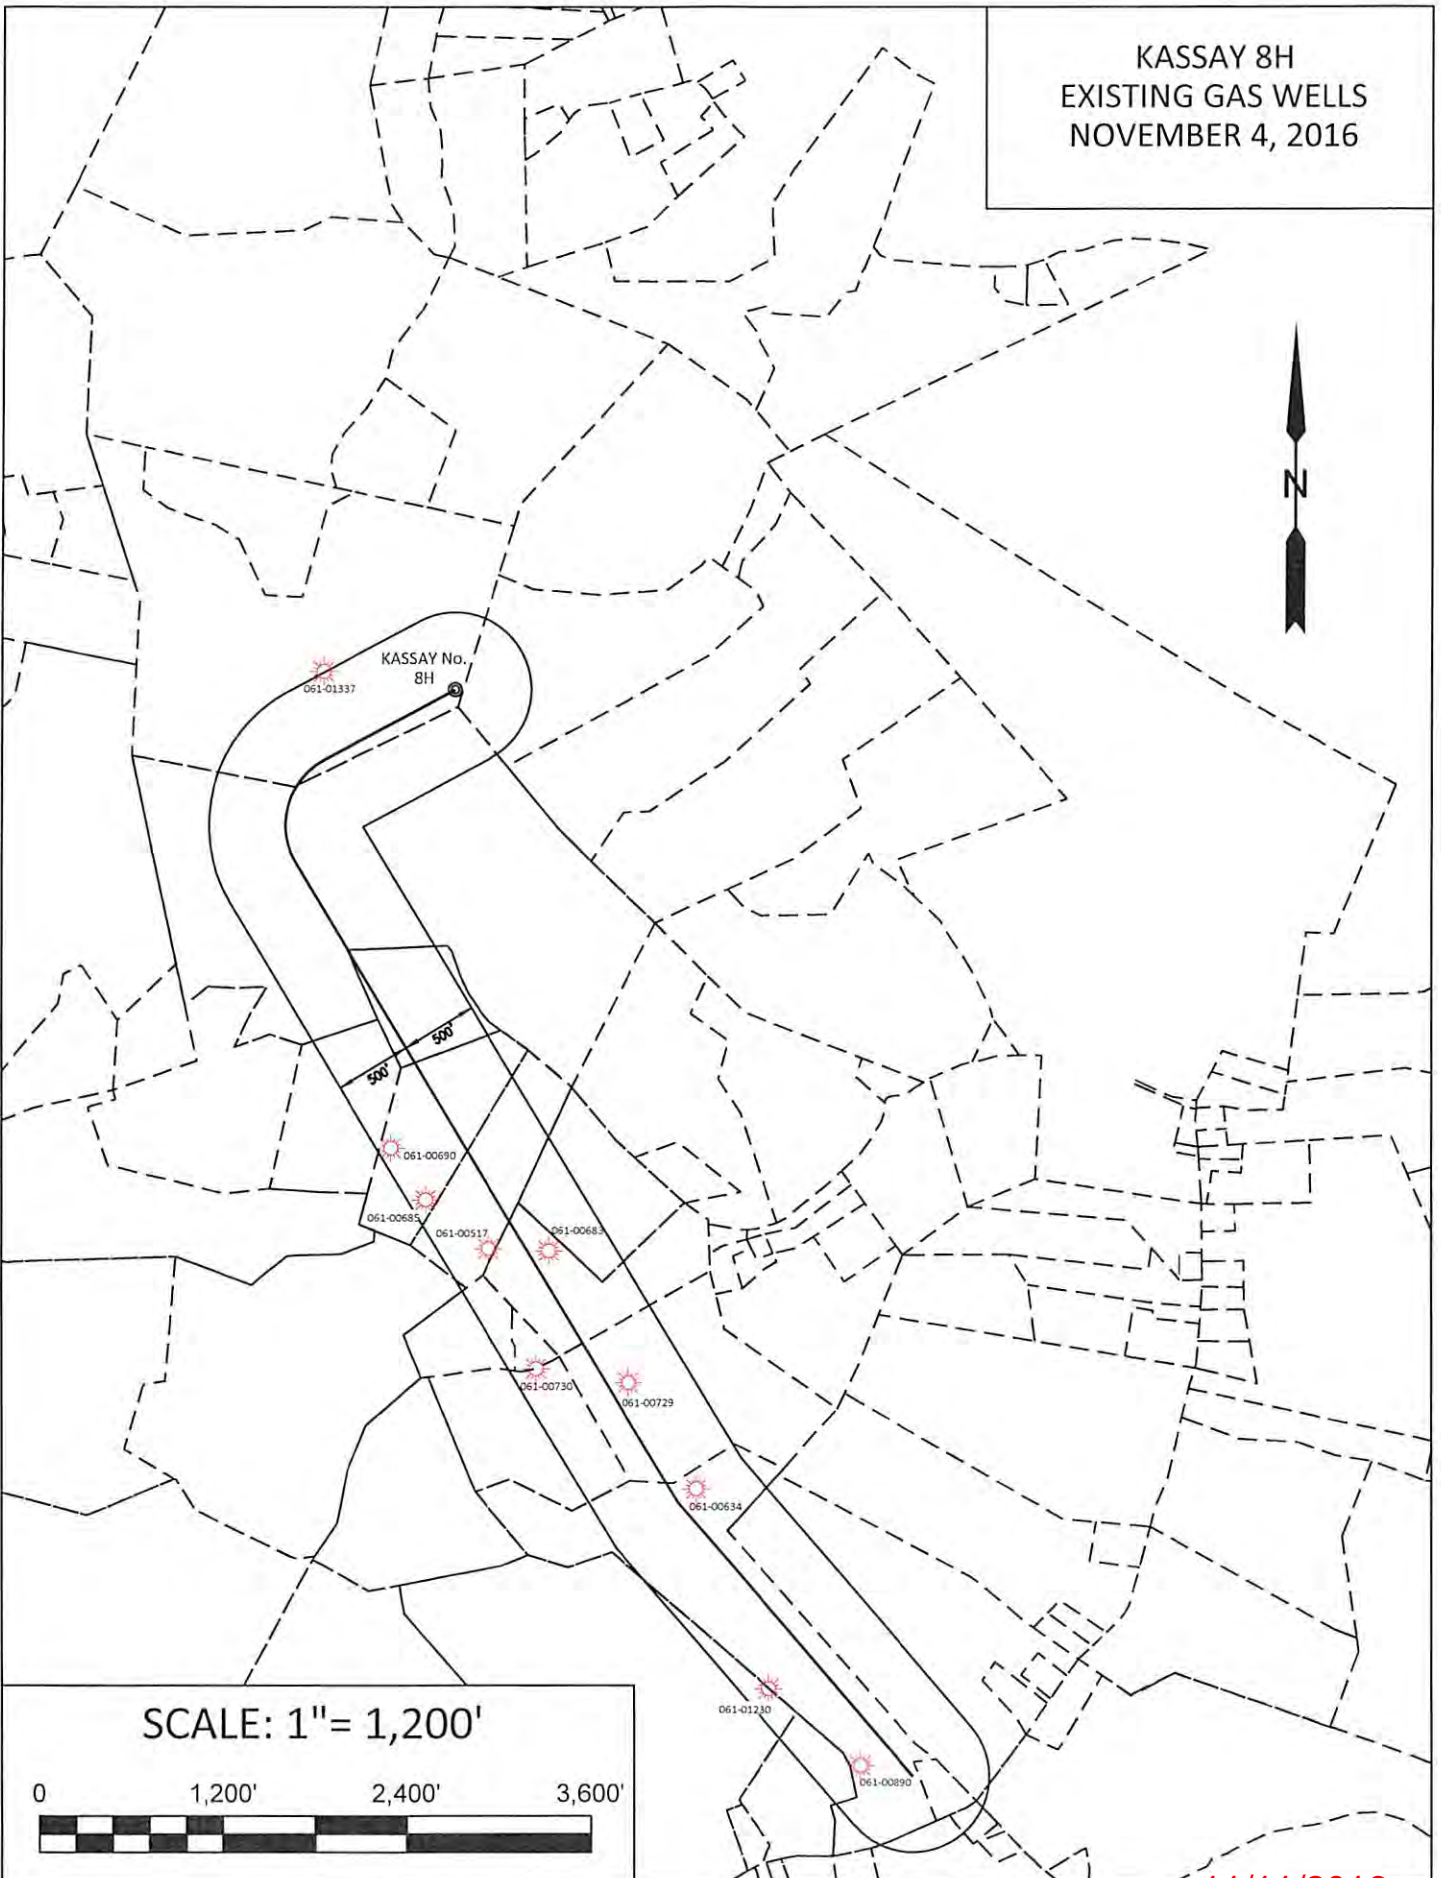 KASSAY 8H
EXISTING GAS WELLS
NOVEMBER 4, 2016
N
KASSAY No.
8H
061-01337
500'
500'
061-00690
061-00685
061-00517
061-00683
061-00730
061-00729
061-00634
061-01230
061-00890
SCALE: 1"= 1,200'
0 1,200' 2,400' 3,600'